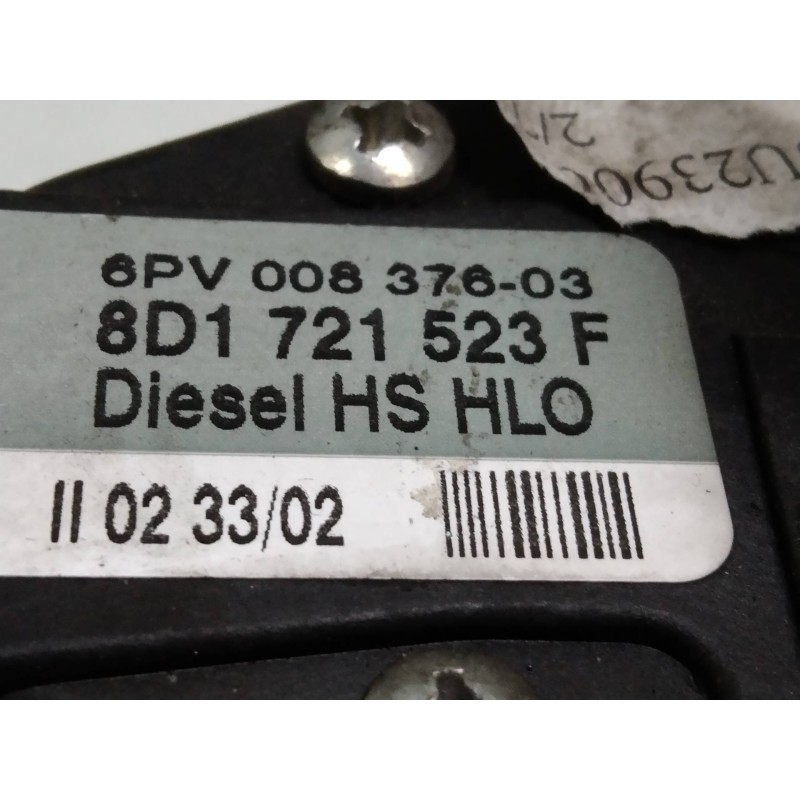 6PV 008 376-03
8D1 721 523 F
Diesel HS HLO
II 02 33/02